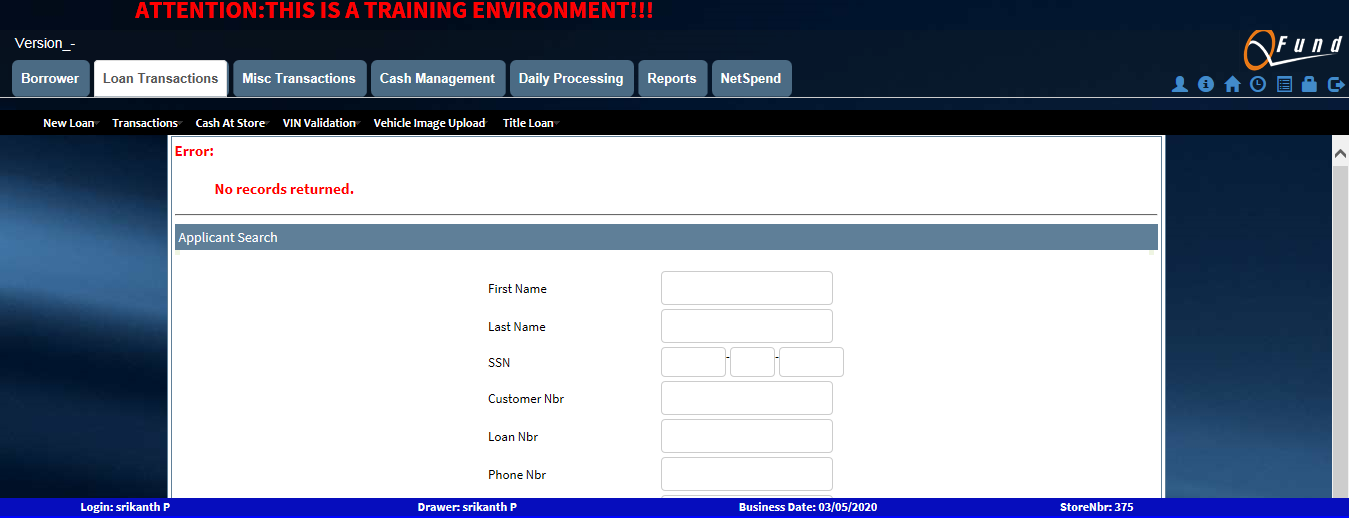 ATTENTION:THIS IS A TRAINING ENVIRONMENT!!!
Version_-
QFund
Borrower Loan Transactions Misc Transactions Cash Management Daily Processing Reports NetSpend
New Loan Transactions Cash At Store VIN Validation Vehicle Image Upload Title Loan
Error:
No records returned.
Applicant Search
First Name
Last Name
SSN - -
Customer Nbr
Loan Nbr
Phone Nbr
Login: srikanth P Drawer: srikanth P Business Date: 03/05/2020 StoreNbr: 375